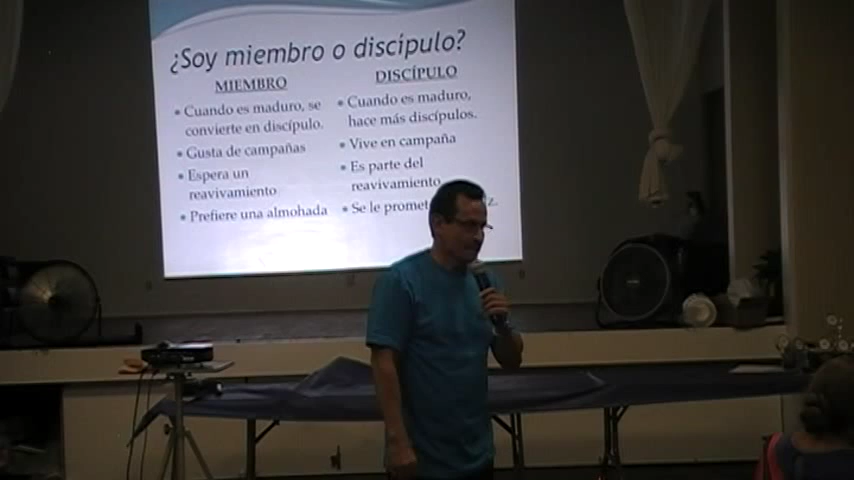 ¿Soy miembro o discípulo?
MIEMBRO
• Cuando es maduro, se
convierte en discípulo.
• Gusta de campañas
• Espera un
reavivamiento
• Prefiere una almohada
DISCÍPULO
• Cuando es maduro,
hace más discípulos.
• Vive en campaña
• Es parte del
reavivamiento
• Se le promet z.